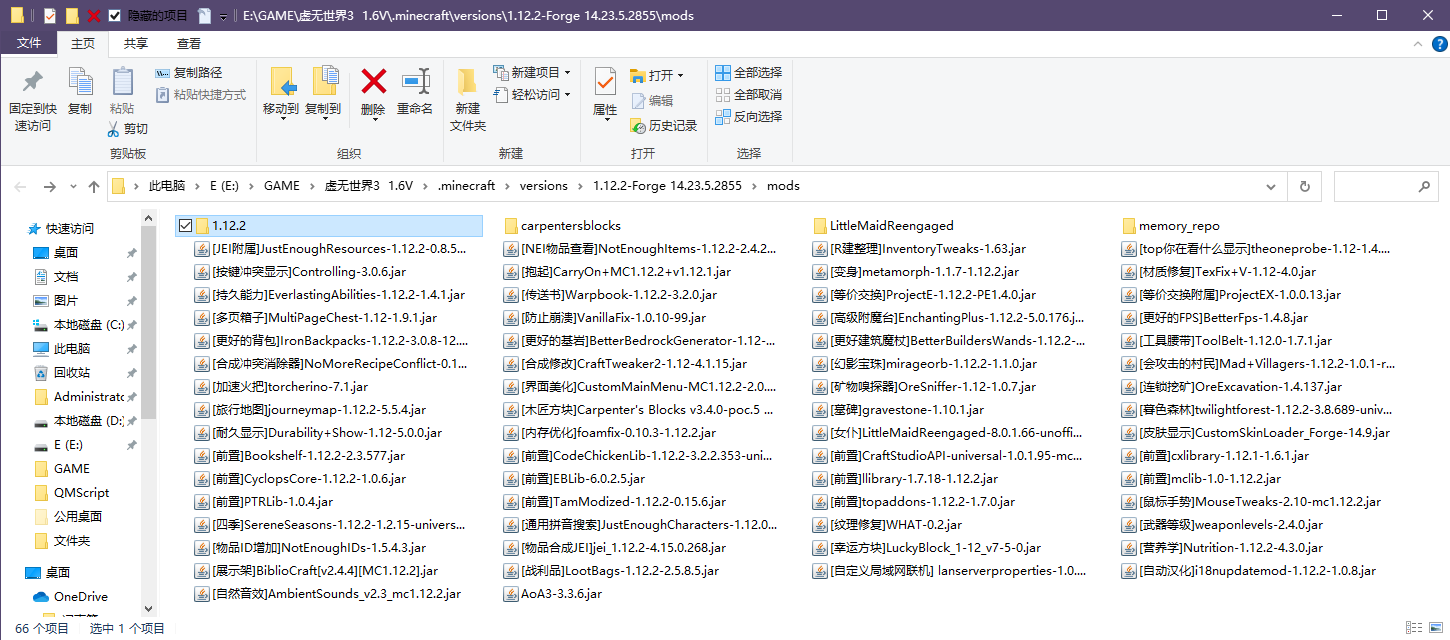 隐藏的项目 E:\GAME\虚无世界3 1.6V\.minecraft\versions\1.12.2-Forge 14.23.5.2855\mods
文件 主页 共享 查看
固定到快速访问
复制
粘贴
复制路径
粘贴快捷方式
剪切
剪贴板
移动到
复制到
删除
重命名
组织
新建文件夹
新建项目
轻松访问
新建
属性
打开
编辑
历史记录
打开
全部选择
全部取消
反向选择
选择
此电脑 E (E:) GAME 虚无世界3 1.6V .minecraft versions 1.12.2-Forge 14.23.5.2855 mods
快速访问
桌面
文档
图片
本地磁盘 (C:)
此电脑
回收站
Administratc
本地磁盘 (D:)
E (E:)
GAME
QMScript
公用桌面
文件夹
桌面
OneDrive
1.12.2 carpentersblocks LittleMaidReengaged memory_repo
[JEI附属]JustEnoughResources-1.12.2-0.8.5... [NEI物品查看]NotEnoughItems-1.12.2-2.4.2... [R建整理]InventoryTweaks-1.63.jar [top你在看什么显示]theoneprobe-1.12-1.4....
[按键冲突显示]Controlling-3.0.6.jar [抱起]CarryOn+MC1.12.2+v1.12.1.jar [变身]metamorph-1.1.7-1.12.2.jar [材质修复]TexFix+V-1.12-4.0.jar
[持久能力]EverlastingAbilities-1.12.2-1.4.1.jar [传送书]Warpbook-1.12.2-3.2.0.jar [等价交换]ProjectE-1.12.2-PE1.4.0.jar [等价交换附属]ProjectEX-1.0.0.13.jar
[多页箱子]MultiPageChest-1.12-1.9.1.jar [防止崩溃]VanillaFix-1.0.10-99.jar [高级附魔台]EnchantingPlus-1.12.2-5.0.176.j... [更好的FPS]BetterFps-1.4.8.jar
[更好的背包]IronBackpacks-1.12.2-3.0.8-12.... [更好的基岩]BetterBedrockGenerator-1.12-... [更好建筑魔杖]BetterBuildersWands-1.12.2-... [工具腰带]ToolBelt-1.12.0-1.7.1.jar
[合成冲突消除器]NoMoreRecipeConflict-0.1... [合成修改]CraftTweaker2-1.12-4.1.15.jar [幻影宝珠]mirageorb-1.12.2-1.1.0.jar [会攻击的村民]Mad+Villagers-1.12.2-1.0.1-r...
[加速火把]torcherino-7.1.jar [界面美化]CustomMainMenu-MC1.12.2-2.0.... [矿物嗅探器]OreSniffer-1.12-1.0.7.jar [连锁挖矿]OreExcavation-1.4.137.jar
[旅行地图]journeymap-1.12.2-5.5.4.jar [木匠方块]Carpenter's Blocks v3.4.0-poc.5 ... [墓碑]gravestone-1.10.1.jar [暮色森林]twilightforest-1.12.2-3.8.689-univ...
[耐久显示]Durability+Show-1.12-5.0.0.jar [内存优化]foamfix-0.10.3-1.12.2.jar [女仆]LittleMaidReengaged-8.0.1.66-unoffi... [皮肤显示]CustomSkinLoader_Forge-14.9.jar
[前置]Bookshelf-1.12.2-2.3.577.jar [前置]CodeChickenLib-1.12.2-3.2.2.353-uni... [前置]CraftStudioAPI-universal-1.0.1.95-mc... [前置]cxlibrary-1.12.1-1.6.1.jar
[前置]CyclopsCore-1.12.2-1.0.6.jar [前置]EBLib-6.0.2.5.jar [前置]llibrary-1.7.18-1.12.2.jar [前置]mclib-1.0-1.12.2.jar
[前置]PTRLib-1.0.4.jar [前置]TamModized-1.12.2-0.15.6.jar [前置]topaddons-1.12.2-1.7.0.jar [鼠标手势]MouseTweaks-2.10-mc1.12.2.jar
[四季]SereneSeasons-1.12.2-1.2.15-univers... [通用拼音搜索]JustEnoughCharacters-1.12.0... [纹理修复]WHAT-0.2.jar [武器等级]weaponlevels-2.4.0.jar
[物品ID增加]NotEnoughIDs-1.5.4.3.jar [物品合成JEI]jei_1.12.2-4.15.0.268.jar [幸运方块]LuckyBlock_1-12_v7-5-0.jar [营养学]Nutrition-1.12.2-4.3.0.jar
[展示架]BiblioCraft[v2.4.4][MC1.12.2].jar [战利品]LootBags-1.12.2-2.5.8.5.jar [自定义局域网联机] lanserverproperties-1.0.... [自动汉化]i18nupdatemod-1.12.2-1.0.8.jar
[自然音效]AmbientSounds_v2.3_mc1.12.2.jar AoA3-3.3.6.jar
66 个项目 选中 1 个项目